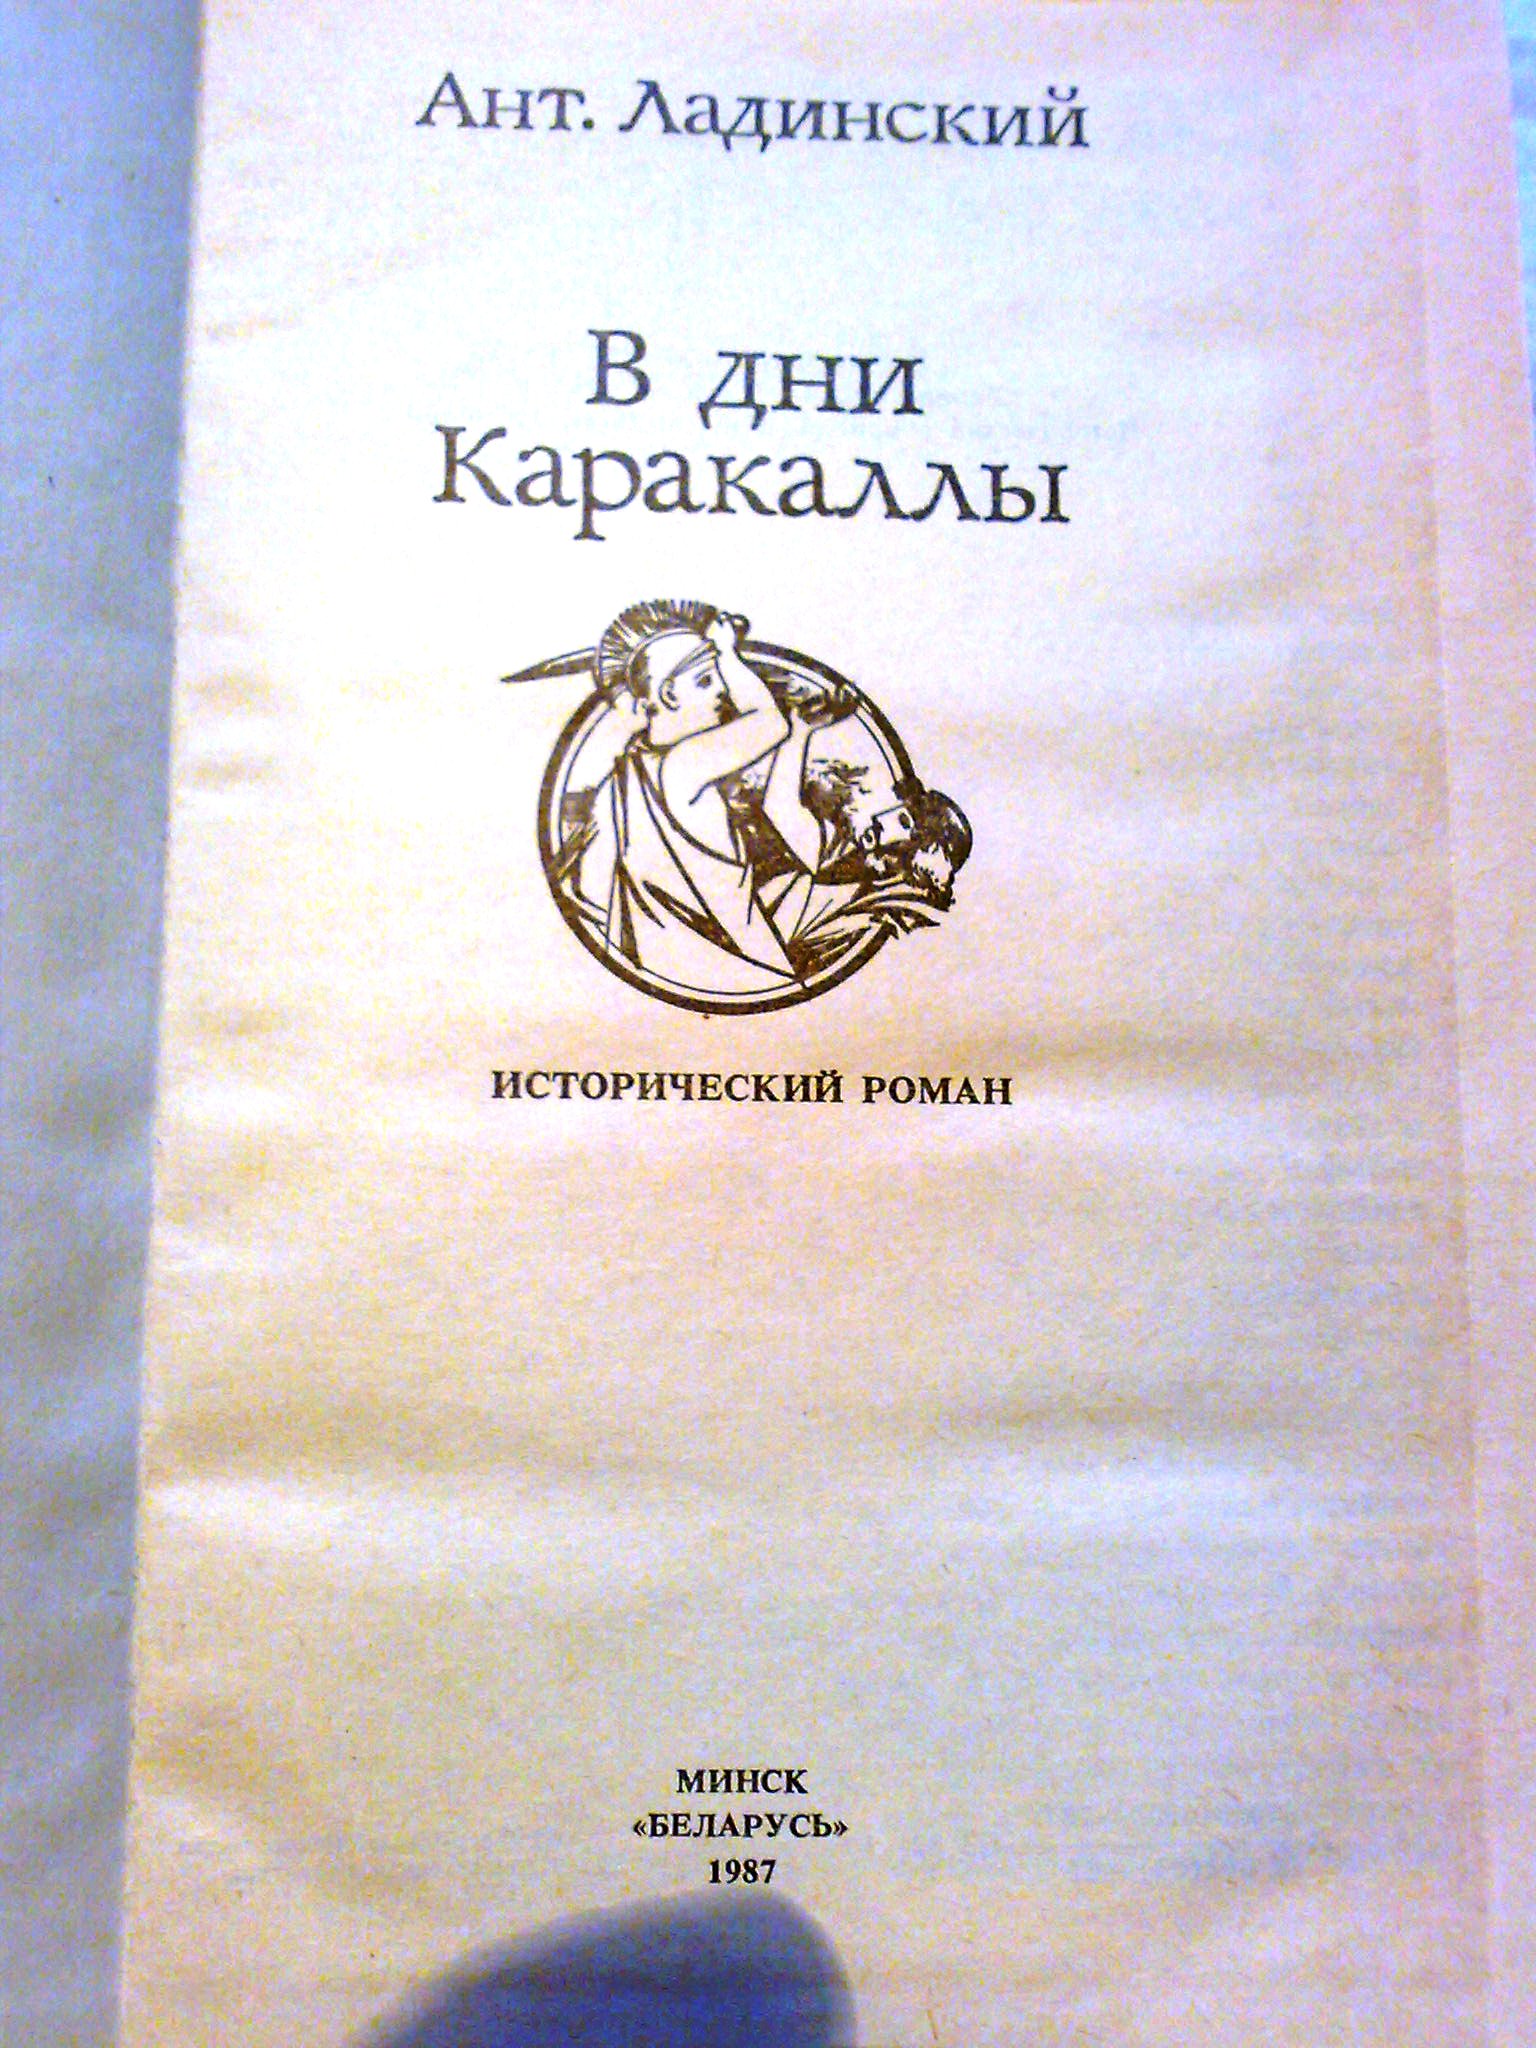 Ант. Ладинский
В дни
Каракаллы
ИСТОРИЧЕСКИЙ РОМАН
МИНСК
«БЕЛАРУСЬ»
1987